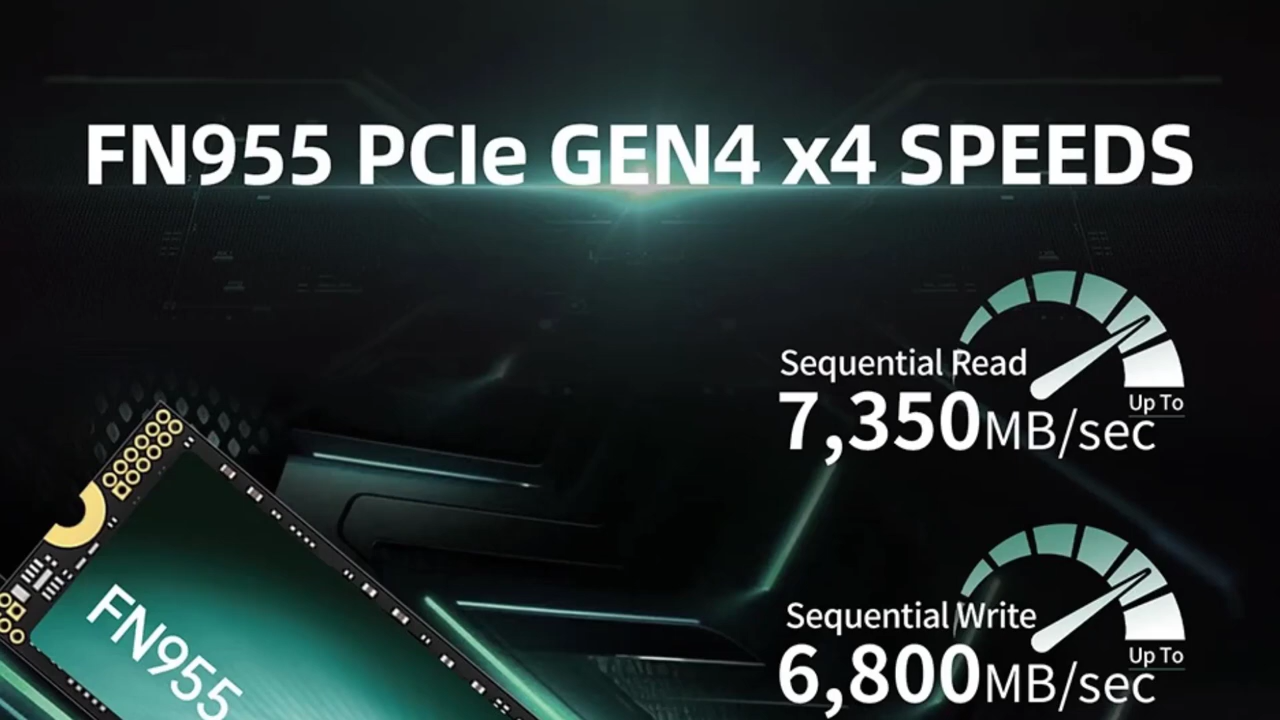 FN955 PCIe GEN4 x4 SPEEDS
Sequential Read
Up To
7,350MB/sec
FN955
Sequential Write
Up To
6,800MB/sec